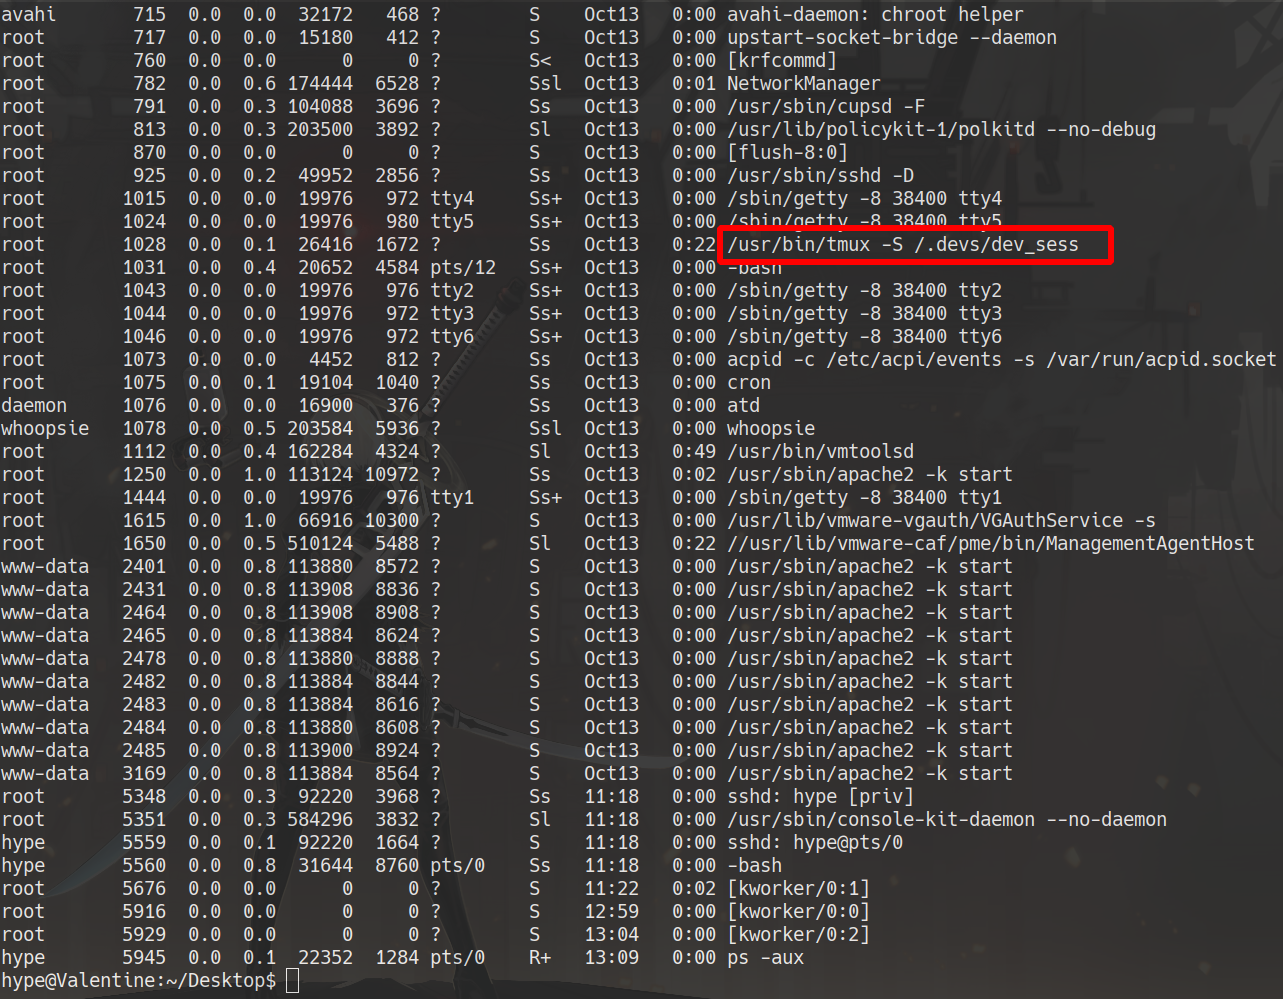 avahi 715 0.0 0.0 32172 468 ? S Oct13 0:00 avahi-daemon: chroot helper
root 717 0.0 0.0 15180 412 ? S Oct13 0:00 upstart-socket-bridge --daemon
root 760 0.0 0.0 0 0 ? S< Oct13 0:00 [krfcommd]
root 782 0.0 0.6 174444 6528 ? Ssl Oct13 0:01 NetworkManager
root 791 0.0 0.3 104088 3696 ? Ss Oct13 0:00 /usr/sbin/cupsd -F
root 813 0.0 0.3 203500 3892 ? Sl Oct13 0:00 /usr/lib/policykit-1/polkitd --no-debug
root 870 0.0 0.0 0 0 ? S Oct13 0:00 [flush-8:0]
root 925 0.0 0.2 49952 2856 ? Ss Oct13 0:00 /usr/sbin/sshd -D
root 1015 0.0 0.0 19976 972 tty4 Ss+ Oct13 0:00 /sbin/getty -8 38400 tty4
root 1024 0.0 0.0 19976 980 tty5 Ss+ Oct13 0:00 /sbin/getty -8 38400 tty5
root 1028 0.0 0.1 26416 1672 ? Ss Oct13 0:22 /usr/bin/tmux -S /.devs/dev_sess
root 1031 0.0 0.4 20652 4584 pts/12 Ss+ Oct13 0:00 -bash
root 1043 0.0 0.0 19976 976 tty2 Ss+ Oct13 0:00 /sbin/getty -8 38400 tty2
root 1044 0.0 0.0 19976 972 tty3 Ss+ Oct13 0:00 /sbin/getty -8 38400 tty3
root 1046 0.0 0.0 19976 972 tty6 Ss+ Oct13 0:00 /sbin/getty -8 38400 tty6
root 1073 0.0 0.0 4452 812 ? Ss Oct13 0:00 acpid -c /etc/acpi/events -s /var/run/acpid.socket
root 1075 0.0 0.1 19104 1040 ? Ss Oct13 0:00 cron
daemon 1076 0.0 0.0 16900 376 ? Ss Oct13 0:00 atd
whoopsie 1078 0.0 0.5 203584 5936 ? Ssl Oct13 0:00 whoopsie
root 1112 0.0 0.4 162284 4324 ? Sl Oct13 0:49 /usr/bin/vmtoolsd
root 1250 0.0 1.0 113124 10972 ? Ss Oct13 0:02 /usr/sbin/apache2 -k start
root 1444 0.0 0.0 19976 976 tty1 Ss+ Oct13 0:00 /sbin/getty -8 38400 tty1
root 1615 0.0 1.0 66916 10300 ? S Oct13 0:00 /usr/lib/vmware-vgauth/VGAuthService -s
root 1650 0.0 0.5 510124 5488 ? Sl Oct13 0:22 //usr/lib/vmware-caf/pme/bin/ManagementAgentHost
www-data 2401 0.0 0.8 113880 8572 ? S Oct13 0:00 /usr/sbin/apache2 -k start
www-data 2431 0.0 0.8 113908 8836 ? S Oct13 0:00 /usr/sbin/apache2 -k start
www-data 2464 0.0 0.8 113908 8908 ? S Oct13 0:00 /usr/sbin/apache2 -k start
www-data 2465 0.0 0.8 113884 8624 ? S Oct13 0:00 /usr/sbin/apache2 -k start
www-data 2478 0.0 0.8 113880 8888 ? S Oct13 0:00 /usr/sbin/apache2 -k start
www-data 2482 0.0 0.8 113884 8844 ? S Oct13 0:00 /usr/sbin/apache2 -k start
www-data 2483 0.0 0.8 113884 8616 ? S Oct13 0:00 /usr/sbin/apache2 -k start
www-data 2484 0.0 0.8 113880 8608 ? S Oct13 0:00 /usr/sbin/apache2 -k start
www-data 2485 0.0 0.8 113900 8924 ? S Oct13 0:00 /usr/sbin/apache2 -k start
www-data 3169 0.0 0.8 113884 8564 ? S Oct13 0:00 /usr/sbin/apache2 -k start
root 5348 0.0 0.3 92220 3968 ? Ss 11:18 0:00 sshd: hype [priv]
root 5351 0.0 0.3 584296 3832 ? Sl 11:18 0:00 /usr/sbin/console-kit-daemon --no-daemon
hype 5559 0.0 0.1 92220 1664 ? S 11:18 0:00 sshd: hype@pts/0
hype 5560 0.0 0.8 31644 8760 pts/0 Ss 11:18 0:00 -bash
root 5676 0.0 0.0 0 0 ? S 11:22 0:02 [kworker/0:1]
root 5916 0.0 0.0 0 0 ? S 12:59 0:00 [kworker/0:0]
root 5929 0.0 0.0 0 0 ? S 13:04 0:00 [kworker/0:2]
hype 5945 0.0 0.1 22352 1284 pts/0 R+ 13:09 0:00 ps -aux
hype@Valentine:~/Desktop$